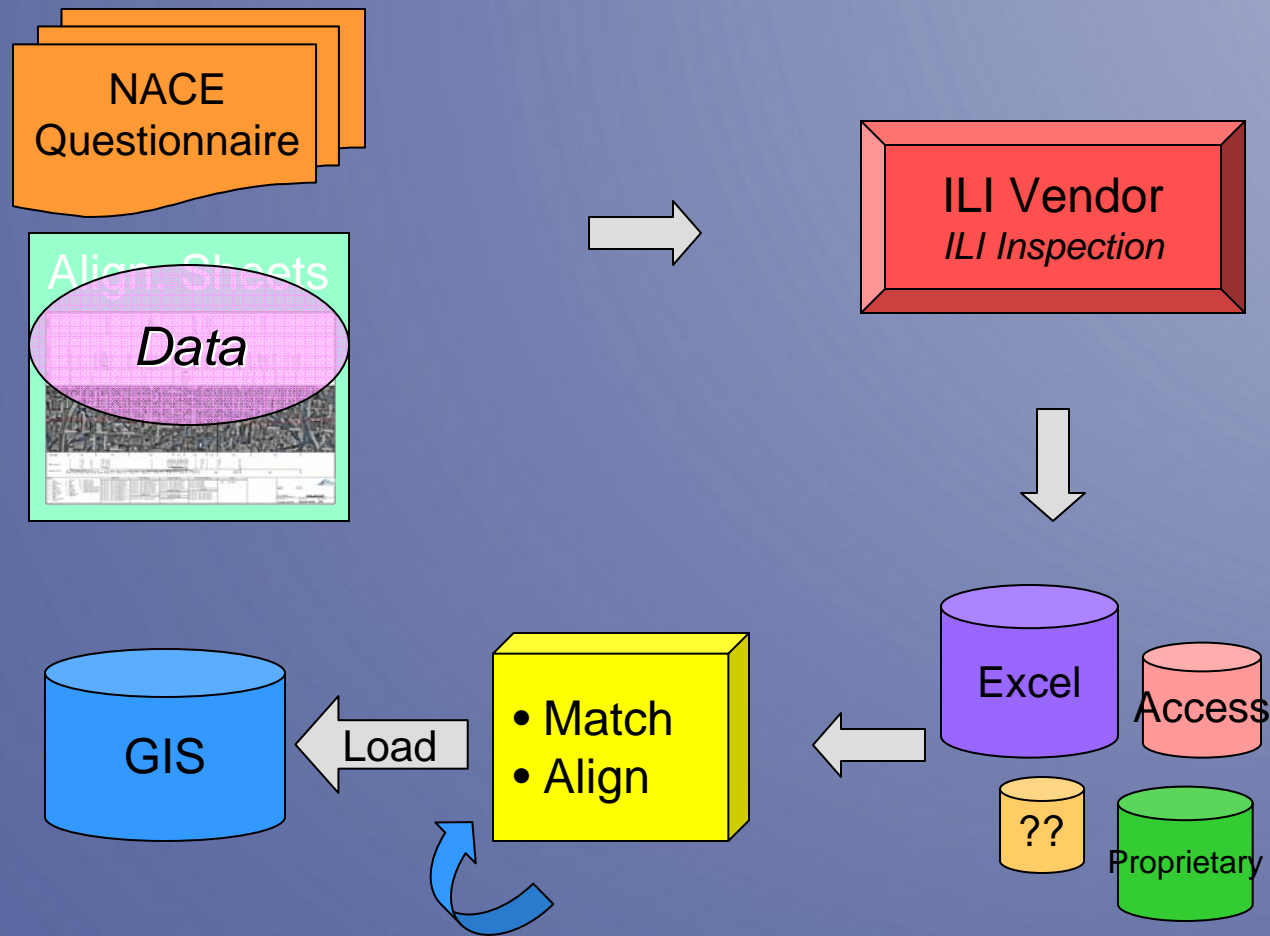 NACE
Questionnaire
ILI Vendor
ILI Inspection
Align. Sheets
Data
Excel
Access
??
Proprietary
• Match
• Align
Load
GIS